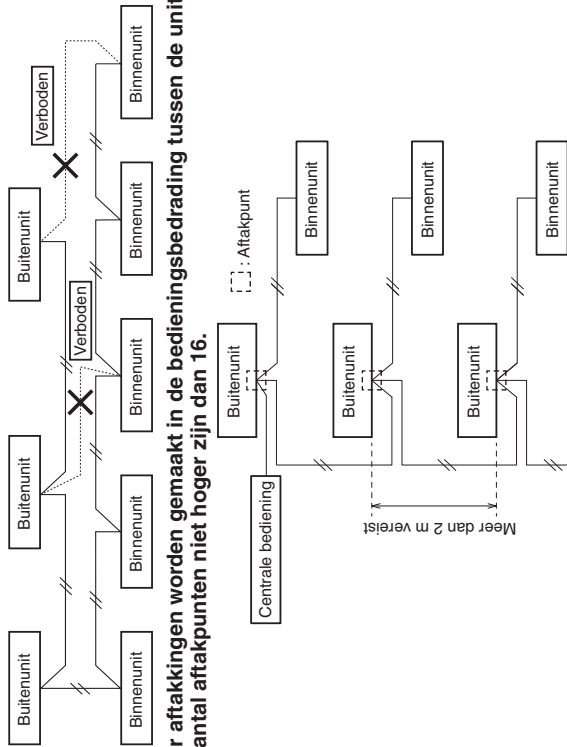 Buitenunit
Buitenunit
Buitenunit
Verboden
Verboden
Binnenunit
Binnenunit
Binnenunit
Binnenunit
Binnenunit
r aftakkingen worden gemaakt in de bedieningsbedrading tussen de unit
antal aftakpunten niet hoger zijn dan 16.
: Aftakpunt
Centrale bediening
Buitenunit
Binnenunit
Buitenunit
Binnenunit
Meer dan 2 m vereist
Buitenunit
Binnenunit